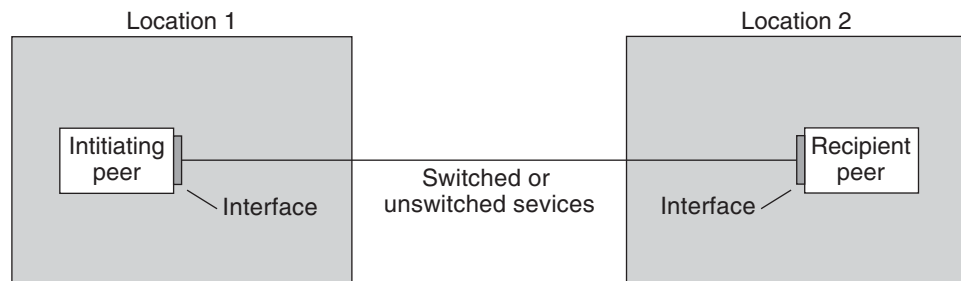 Location 1
Location 2
Intitiating
peer
Interface
Switched or
unswitched sevices
Recipient
peer
Interface